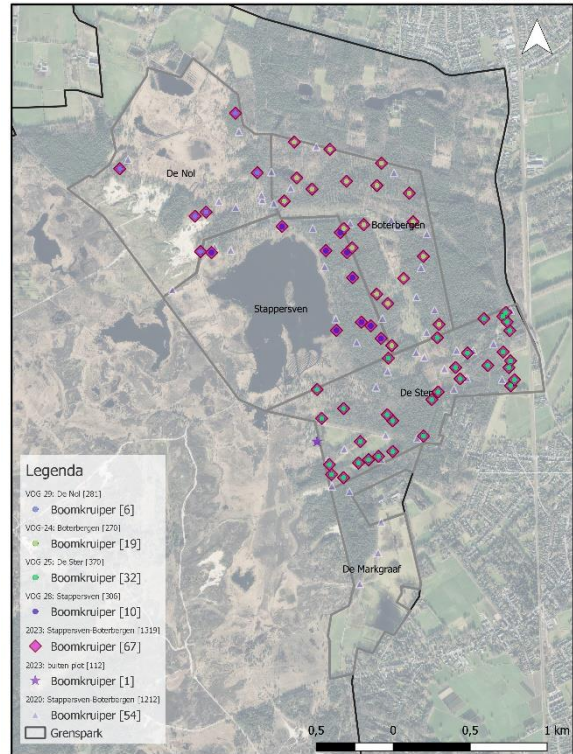 De Nol
Boterbergen
Stappersven
De Ster
De Markgraaf
Legenda
VOG 29: De Nol [281]
Boomkruiper [6]
VOG-24: Boterbergen [270]
Boomkruiper [19]
VOG 25: De Ster [370]
Boomkruiper [32]
VOG 28: Stappersven [306]
Boomkruiper [10]
2023: Stappersven-Boterbergen [1319]
Boomkruiper [67]
2023: buiten plot [112]
Boomkruiper [1]
2020: Stappersven-Boterbergen [1212]
Boomkruiper [54]
Grenspark
0,5 0 0,5 1 km